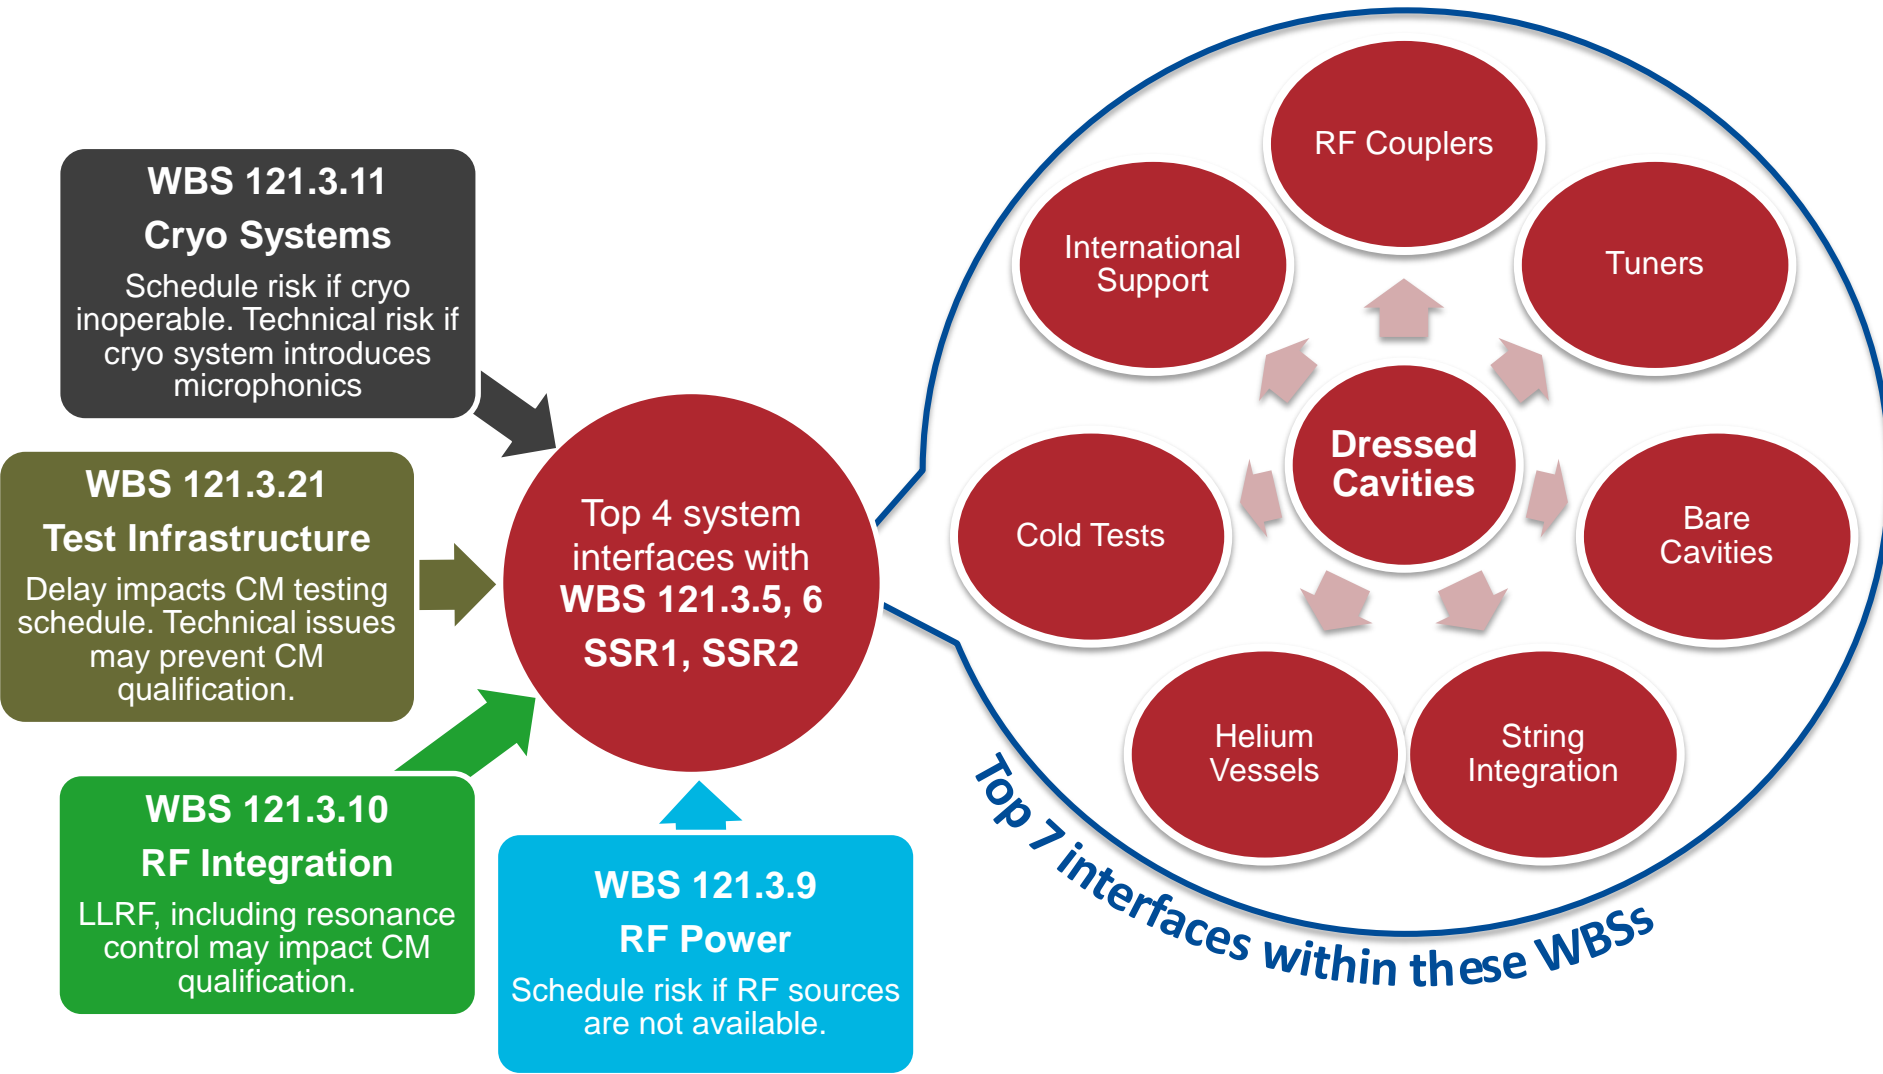 WBS 121.3.11
Cryo Systems
Schedule risk if cryo
inoperable. Technical risk if
cryo system introduces
microphonics
WBS 121.3.21
Test Infrastructure
Delay impacts CM testing
schedule. Technical issues
may prevent CM
qualification.
WBS 121.3.10
RF Integration
LLRF, including resonance
control may impact CM
qualification.
WBS 121.3.9
RF Power
Schedule risk if RF sources
are not available.
Top 4 system
interfaces with
WBS 121.3.5, 6
SSR1, SSR2
RF Couplers
International
Support
Tuners
Dressed
Cavities
Cold Tests
Bare
Cavities
Helium
Vessels
String
Integration
Top 7 interfaces within these WBSs